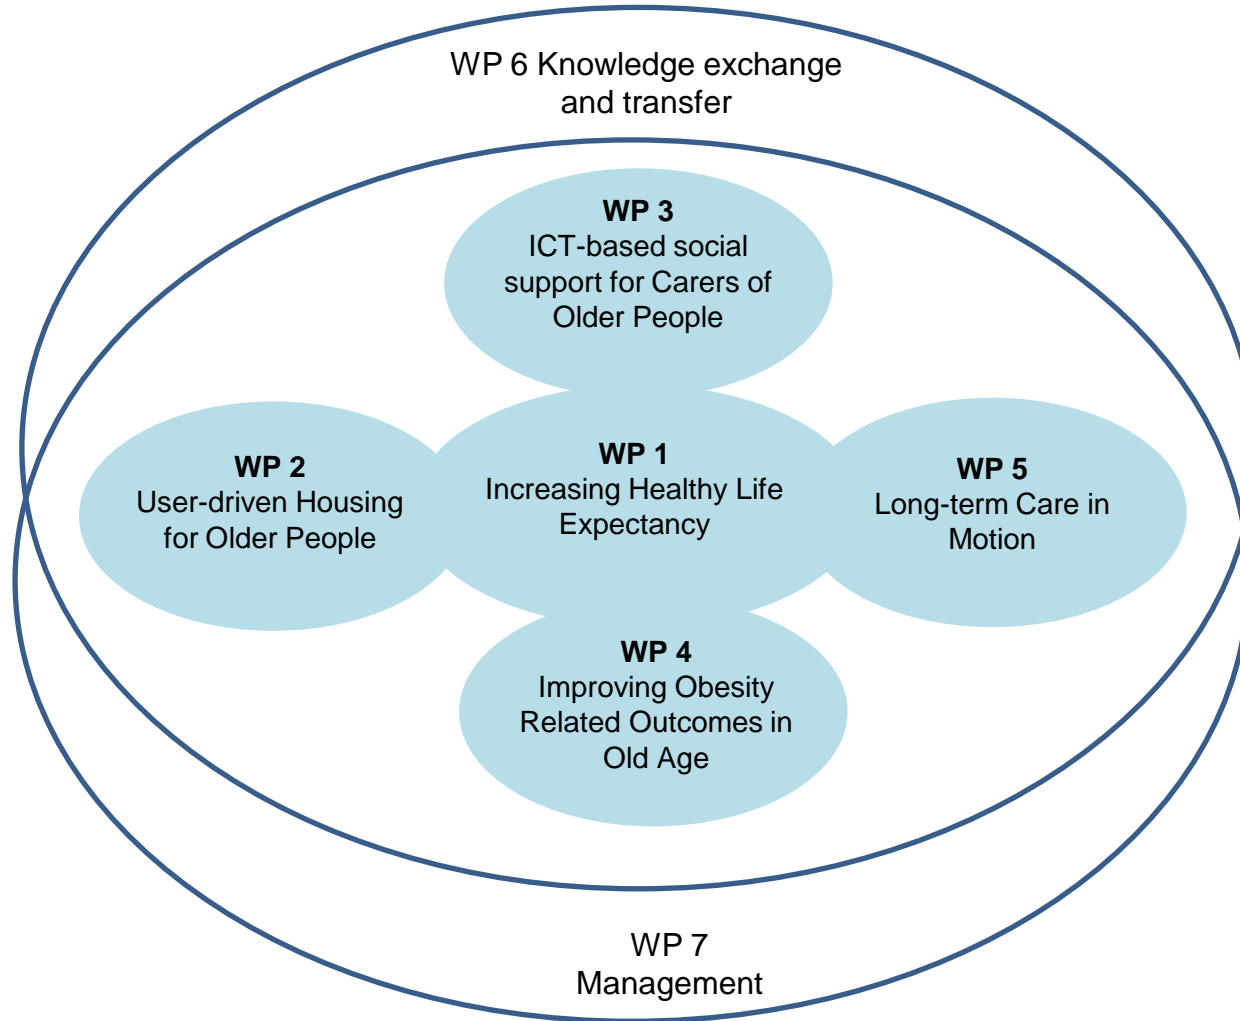 WP 6 Knowledge exchange
and transfer
WP 3
ICT-based social
support for Carers of
Older People
WP 2
User-driven Housing
for Older People
WP 1
Increasing Healthy Life
Expectancy
WP 5
Long-term Care in
Motion
WP 4
Improving Obesity
Related Outcomes in
Old Age
WP 7
Management